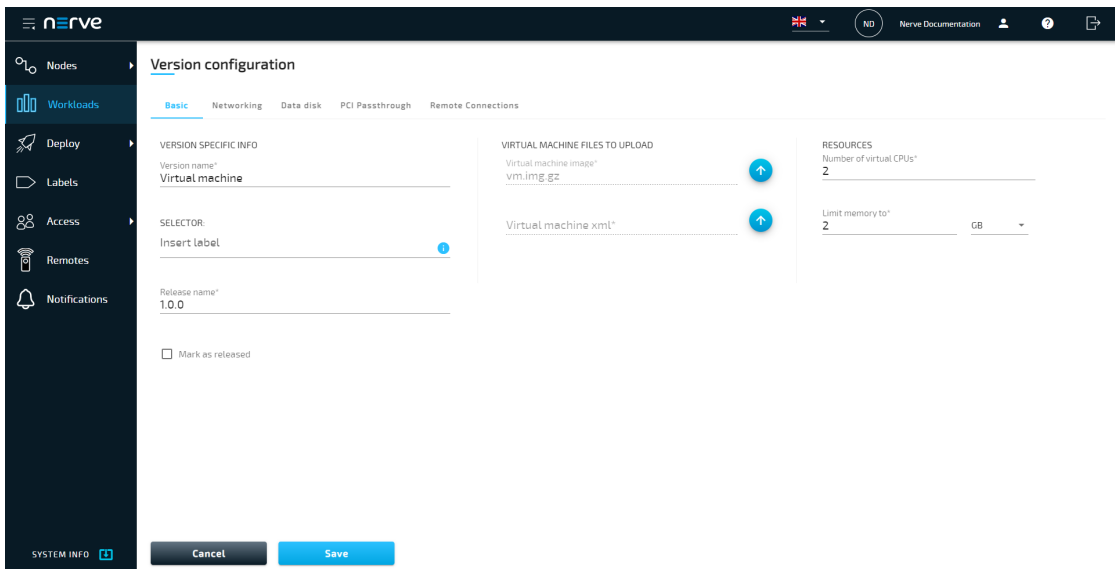 nerve
ND
Nerve Documentation
?
Nodes
Workloads
Deploy
Labels
Access
Remotes
Notifications
SYSTEM INFO
Version configuration
Basic Networking Data disk PCI Passthrough Remote Connections
VERSION SPECIFIC INFO
Version name*
Virtual machine
SELECTOR:
Insert label
i
Release name*
1.0.0
Mark as released
VIRTUAL MACHINE FILES TO UPLOAD
Virtual machine image*
vm.img.gz
Virtual machine xml*
RESOURCES
Number of virtual CPUs*
2
Limit memory to*
2 GB
Cancel Save